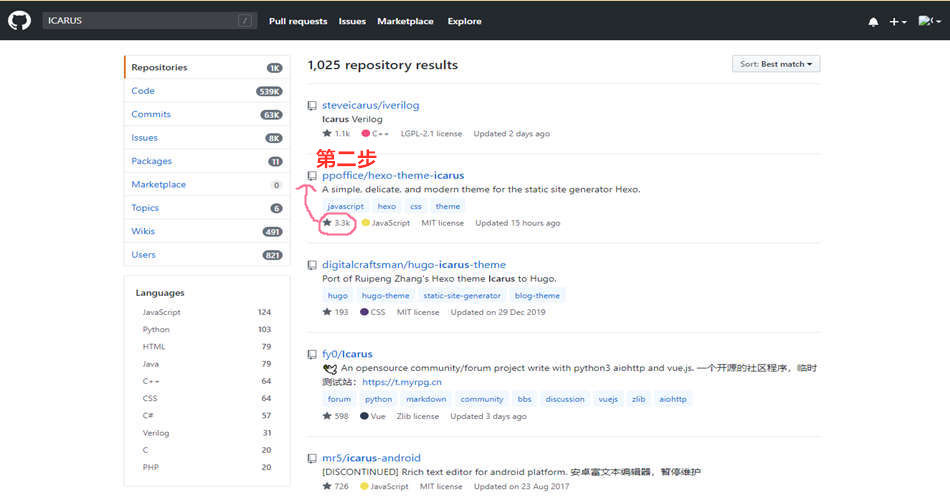 ICARUS /
Pull requests Issues Marketplace Explore
Repositories 1K
Code 539K
Commits 63K
Issues 8K
Packages 11
Marketplace 0
Topics 6
Wikis 491
Users 821
Languages
JavaScript 124
Python 103
HTML 79
Java 79
C++ 64
CSS 64
C# 57
Verilog 31
C 20
PHP 20
1,025 repository results
Sort: Best match
steveicarus/iverilog
Icarus Verilog
1.1k C++ LGPL-2.1 license Updated 2 days ago
第二步
ppoffice/hexo-theme-icarus
A simple, delicate, and modern theme for the static site generator Hexo.
javascript hexo css theme
3.3k JavaScript MIT license Updated 15 hours ago
digitalcraftsman/hugo-icarus-theme
Port of Ruipeng Zhang's Hexo theme Icarus to Hugo.
hugo hugo-theme static-site-generator blog-theme
193 CSS MIT license Updated on 29 Dec 2019
fy0/Icarus
An opensource community/forum project write with python3 aiohttp and vue.js. 一个开源的社区程序，临时
测试站：https://t.myrpg.cn
forum python markdown community bbs discussion vuejs zlib aiohttp
598 Vue Zlib license Updated 3 days ago
mr5/icarus-android
[DISCONTINUED] Rrich text editor for android platform. 安卓富文本编辑器，暂停维护
726 JavaScript MIT license Updated on 23 Aug 2017